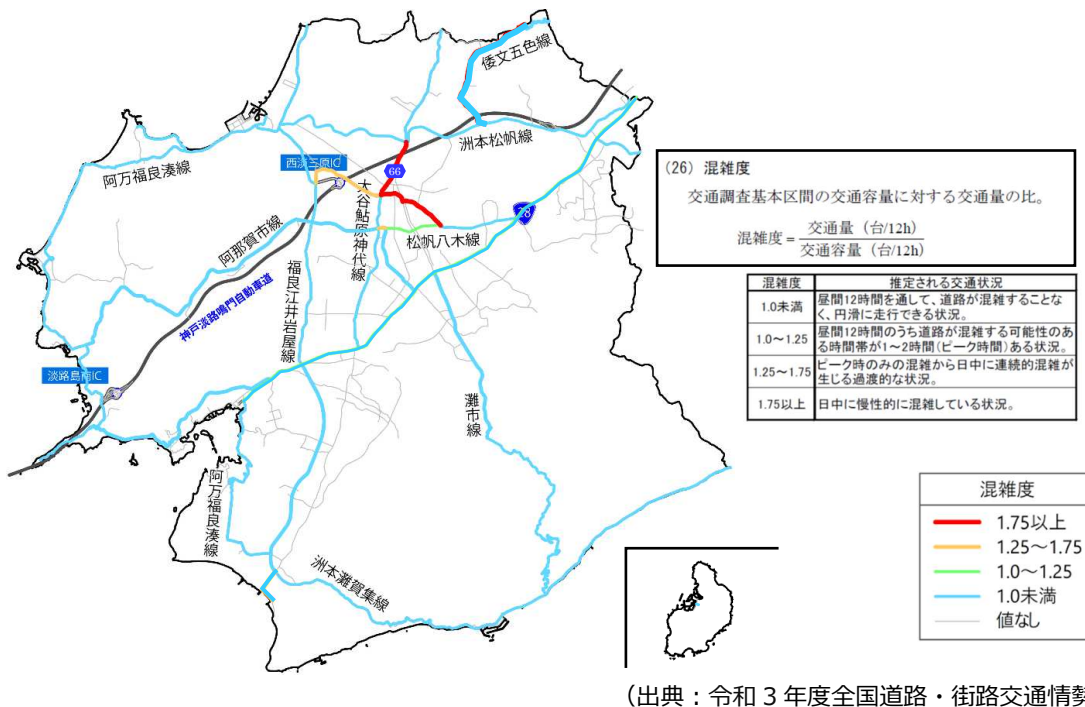 倭文五色線
洲本松帆線
阿万福良湊線
西淡三原IC
66
大谷鮎原神代線
28
阿那賀市線
松帆八木線
福良江井岩屋線
神戸淡路鳴門自動車道
淡路島南IC
灘市線
阿万福良湊線
洲本灘賀集線
(26) 混雑度
交通調査基本区間の交通容量に対する交通量の比。
混雑度 = 交通量(台/12h)
交通容量(台/12h)
混雑度 推定される交通状況
1.0未満 昼間12時間を通して、道路が混雑することな
く、円滑に走行できる状況。
1.0~1.25 昼間12時間のうち道路が混雑する可能性のあ
る時間帯が1~2時間(ピーク時間)ある状況。
1.25~1.75 ピーク時のみの混雑から日中に連続的混雑が
生じる過渡的な状況。
1.75以上 日中に慢性的に混雑している状況。
混雑度
1.75以上
1.25~1.75
1.0~1.25
1.0未満
値なし
(出典:令和3年度全国道路・街路交通情勢